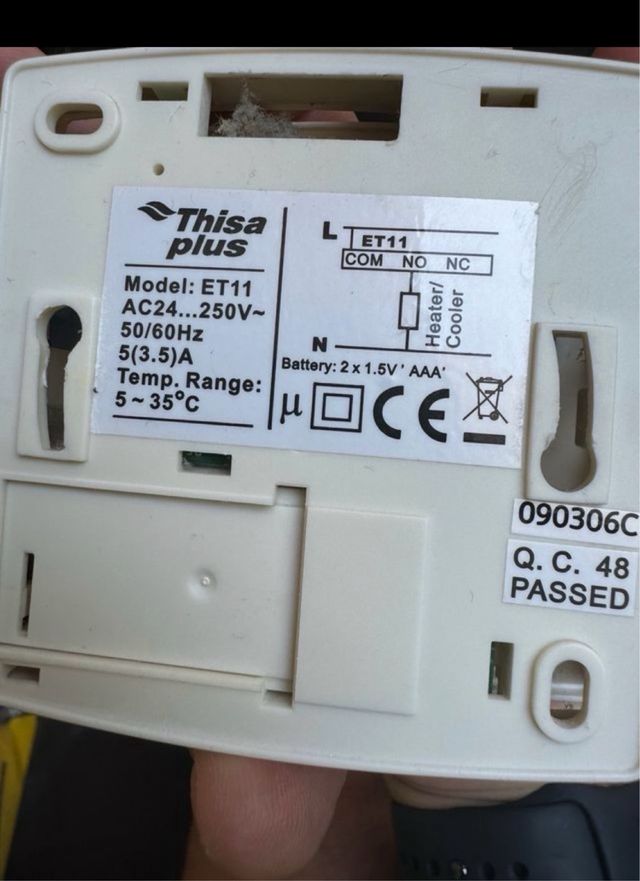 Thisa
plus
Model: ET11
AC24...250V~
50/60Hz
5(3.5)A
Temp. Range:
5 ~ 35°C
L
ET11
COM NO NC
Heater/
Cooler
N
Battery: 2 x 1.5V ' AAA'
µ CE
090306C
Q. C. 48
PASSED